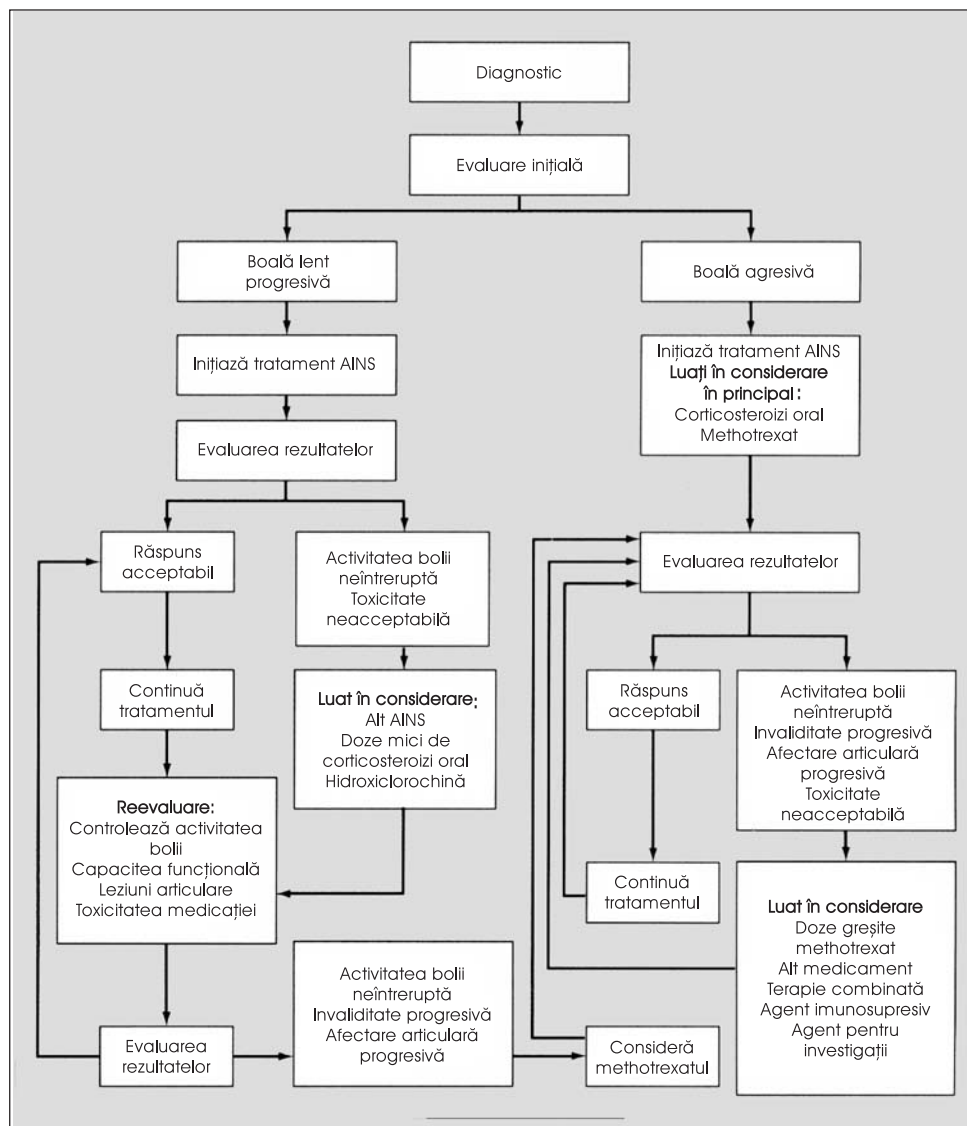 Diagnostic
Evaluare inițială
Boală lent
progresivă
Inițiază tratament AINS
Evaluarea rezultatelor
Răspuns
acceptabil
Activitatea bolii
neîntreruptă
Toxicitate
neacceptabilă
Continuă
tratamentul
Luat în considerare:
Alt AINS
Doze mici de
corticosteroizi oral
Hidroxiclorochină
Reevaluare:
Controlează activitatea
bolii
Capacitea funcțională
Leziuni articulare
Toxicitatea medicației
Evaluarea
rezultatelor
Activitatea bolii
neîntreruptă
Invaliditate progresivă
Afectare articulară
progresivă
Consideră
methotrexatul
Boală agresivă
Inițiază tratament AINS
Luați în considerare
în principal:
Corticosteroizi oral
Methotrexat
Evaluarea rezultatelor
Răspuns
acceptabil
Continuă
tratamentul
Activitatea bolii
neîntreruptă
Invaliditate progresivă
Afectare articulară
progresivă
Toxicitate
neacceptabilă
Luat în considerare
Doze greșite
methotrexat
Alt medicament
Terapie combinată
Agent imunosupresiv
Agent pentru
investigații